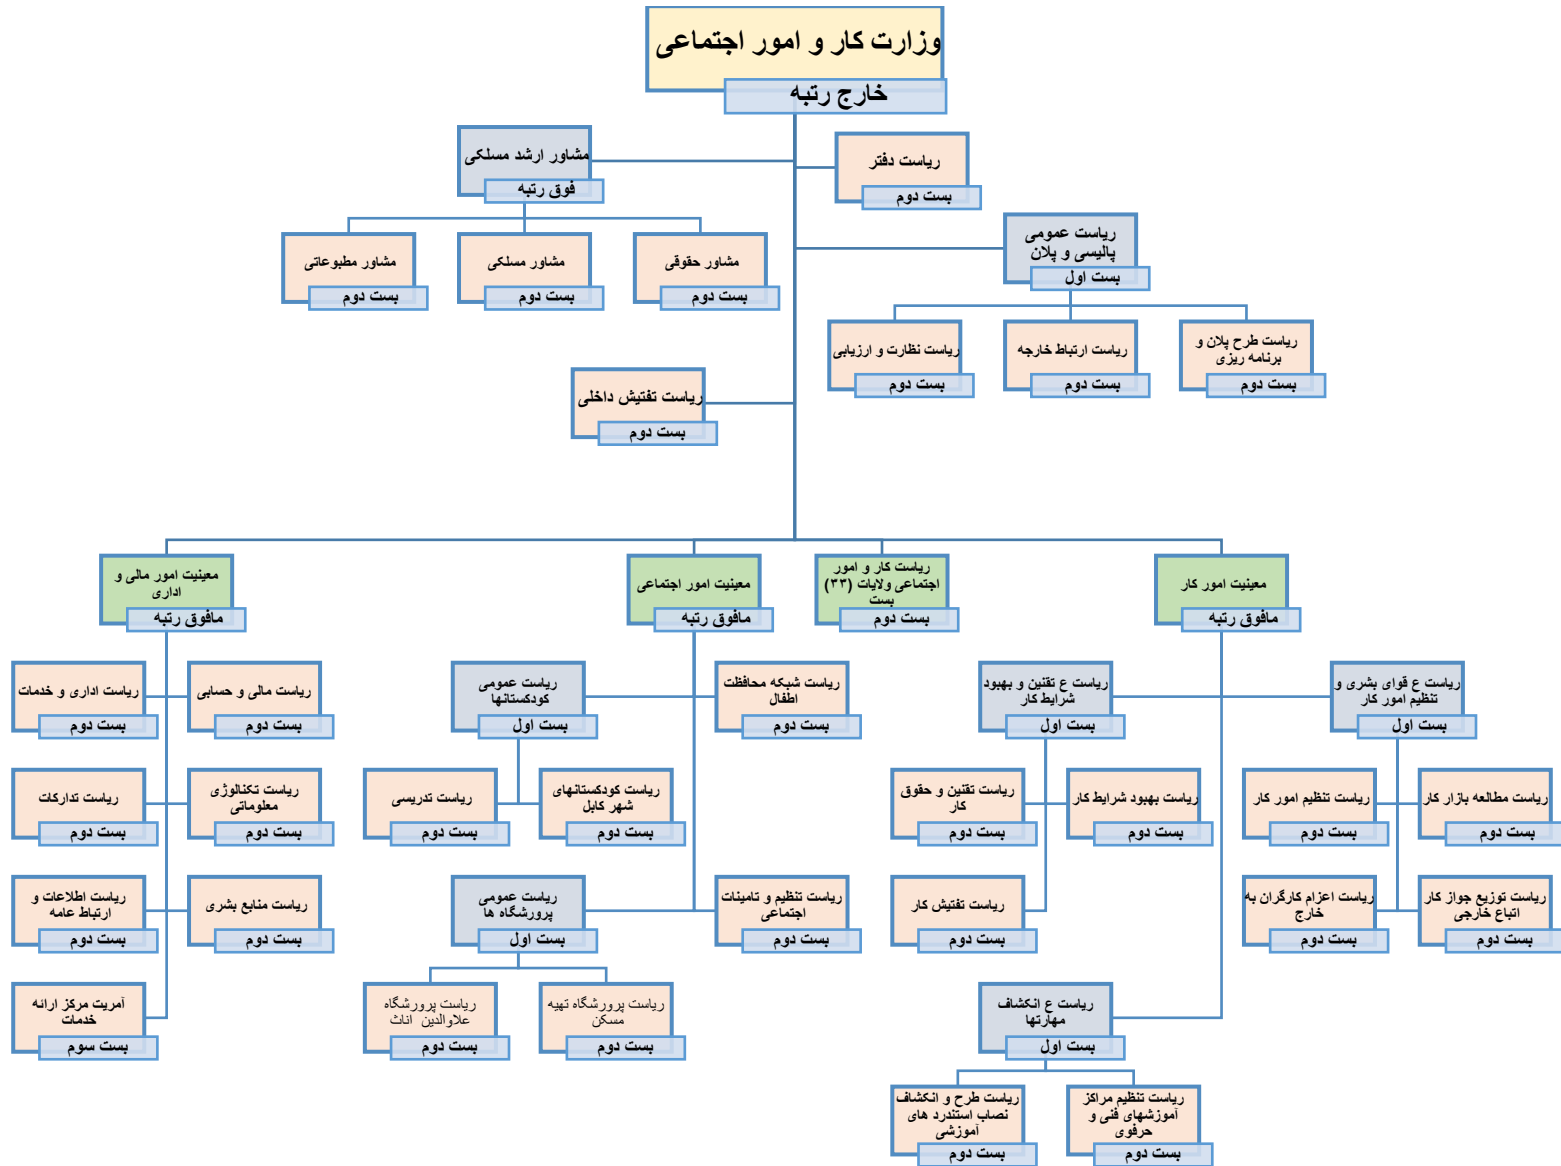 وزارت کار و امور اجتماعی
خارج رتبه
ریاست دفتر
بست دوم
مشاور ارشد مسلکی
فوق رتبه
ریاست عمومی
پالیسی و پلان
بست اول
مشاور حقوقی
بست دوم
مشاور مسلکی
بست دوم
مشاور مطبوعاتی
بست دوم
ریاست طرح پلان و
برنامه ریزی
بست دوم
ریاست ارتباط خارجه
بست دوم
ریاست نظارت و ارزیابی
بست دوم
ریاست تفتیش داخلی
بست دوم
معینیت امور کار
مافوق رتبه
ریاست کار و امور
اجتماعی ولایات (۳۳)
بست
بست دوم
معینیت امور اجتماعی
مافوق رتبه
معینیت امور مالی و
اداری
مافوق رتبه
ریاست ع قوای بشری و
تنظیم امور کار
بست اول
ریاست ع تقنین و بهبود
شرایط کار
بست اول
ریاست شبکه محافظت
اطفال
بست دوم
ریاست عمومی
کودکستانها
بست اول
ریاست مالی و حسابی
بست دوم
ریاست اداری و خدمات
بست دوم
ریاست مطالعه بازار کار
بست دوم
ریاست تنظیم امور کار
بست دوم
ریاست بهبود شرایط کار
بست دوم
ریاست تقنین و حقوق
کار
بست دوم
ریاست کودکستانهای
شهر کابل
بست دوم
ریاست تدریسی
بست دوم
ریاست تکنالوژی
معلوماتی
بست دوم
ریاست تدارکات
بست دوم
ریاست توزیع جواز کار
اتباع خارجی
بست دوم
ریاست اعزام کارگران به
خارج
بست دوم
ریاست تفتیش کار
بست دوم
ریاست تنظیم و تامینات
اجتماعی
بست دوم
ریاست عمومی
پرورشگاه ها
بست اول
ریاست منابع بشری
بست دوم
ریاست اطلاعات و
ارتباط عامه
بست دوم
ریاست ع انکشاف
مهارتها
بست اول
ریاست پرورشگاه تهیه
مسکن
بست دوم
ریاست پرورشگاه
علاوالدین اناث
بست دوم
آمریت مرکز ارائه
خدمات
بست سوم
ریاست تنظیم مراکز
آموزشهای فنی و
حرفوی
بست دوم
ریاست طرح و انکشاف
نصاب استندرد های
آموزشی
بست دوم